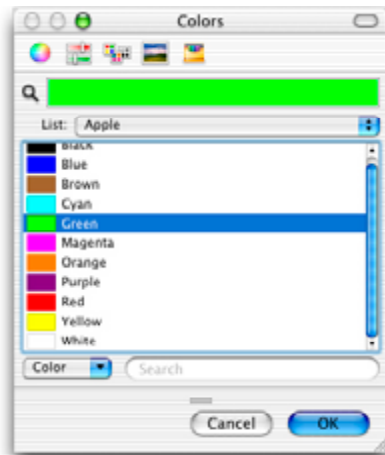 Colors
List: Apple
Black
Blue
Brown
Cyan
Green
Magenta
Orange
Purple
Red
Yellow
White
Color Search
Cancel OK